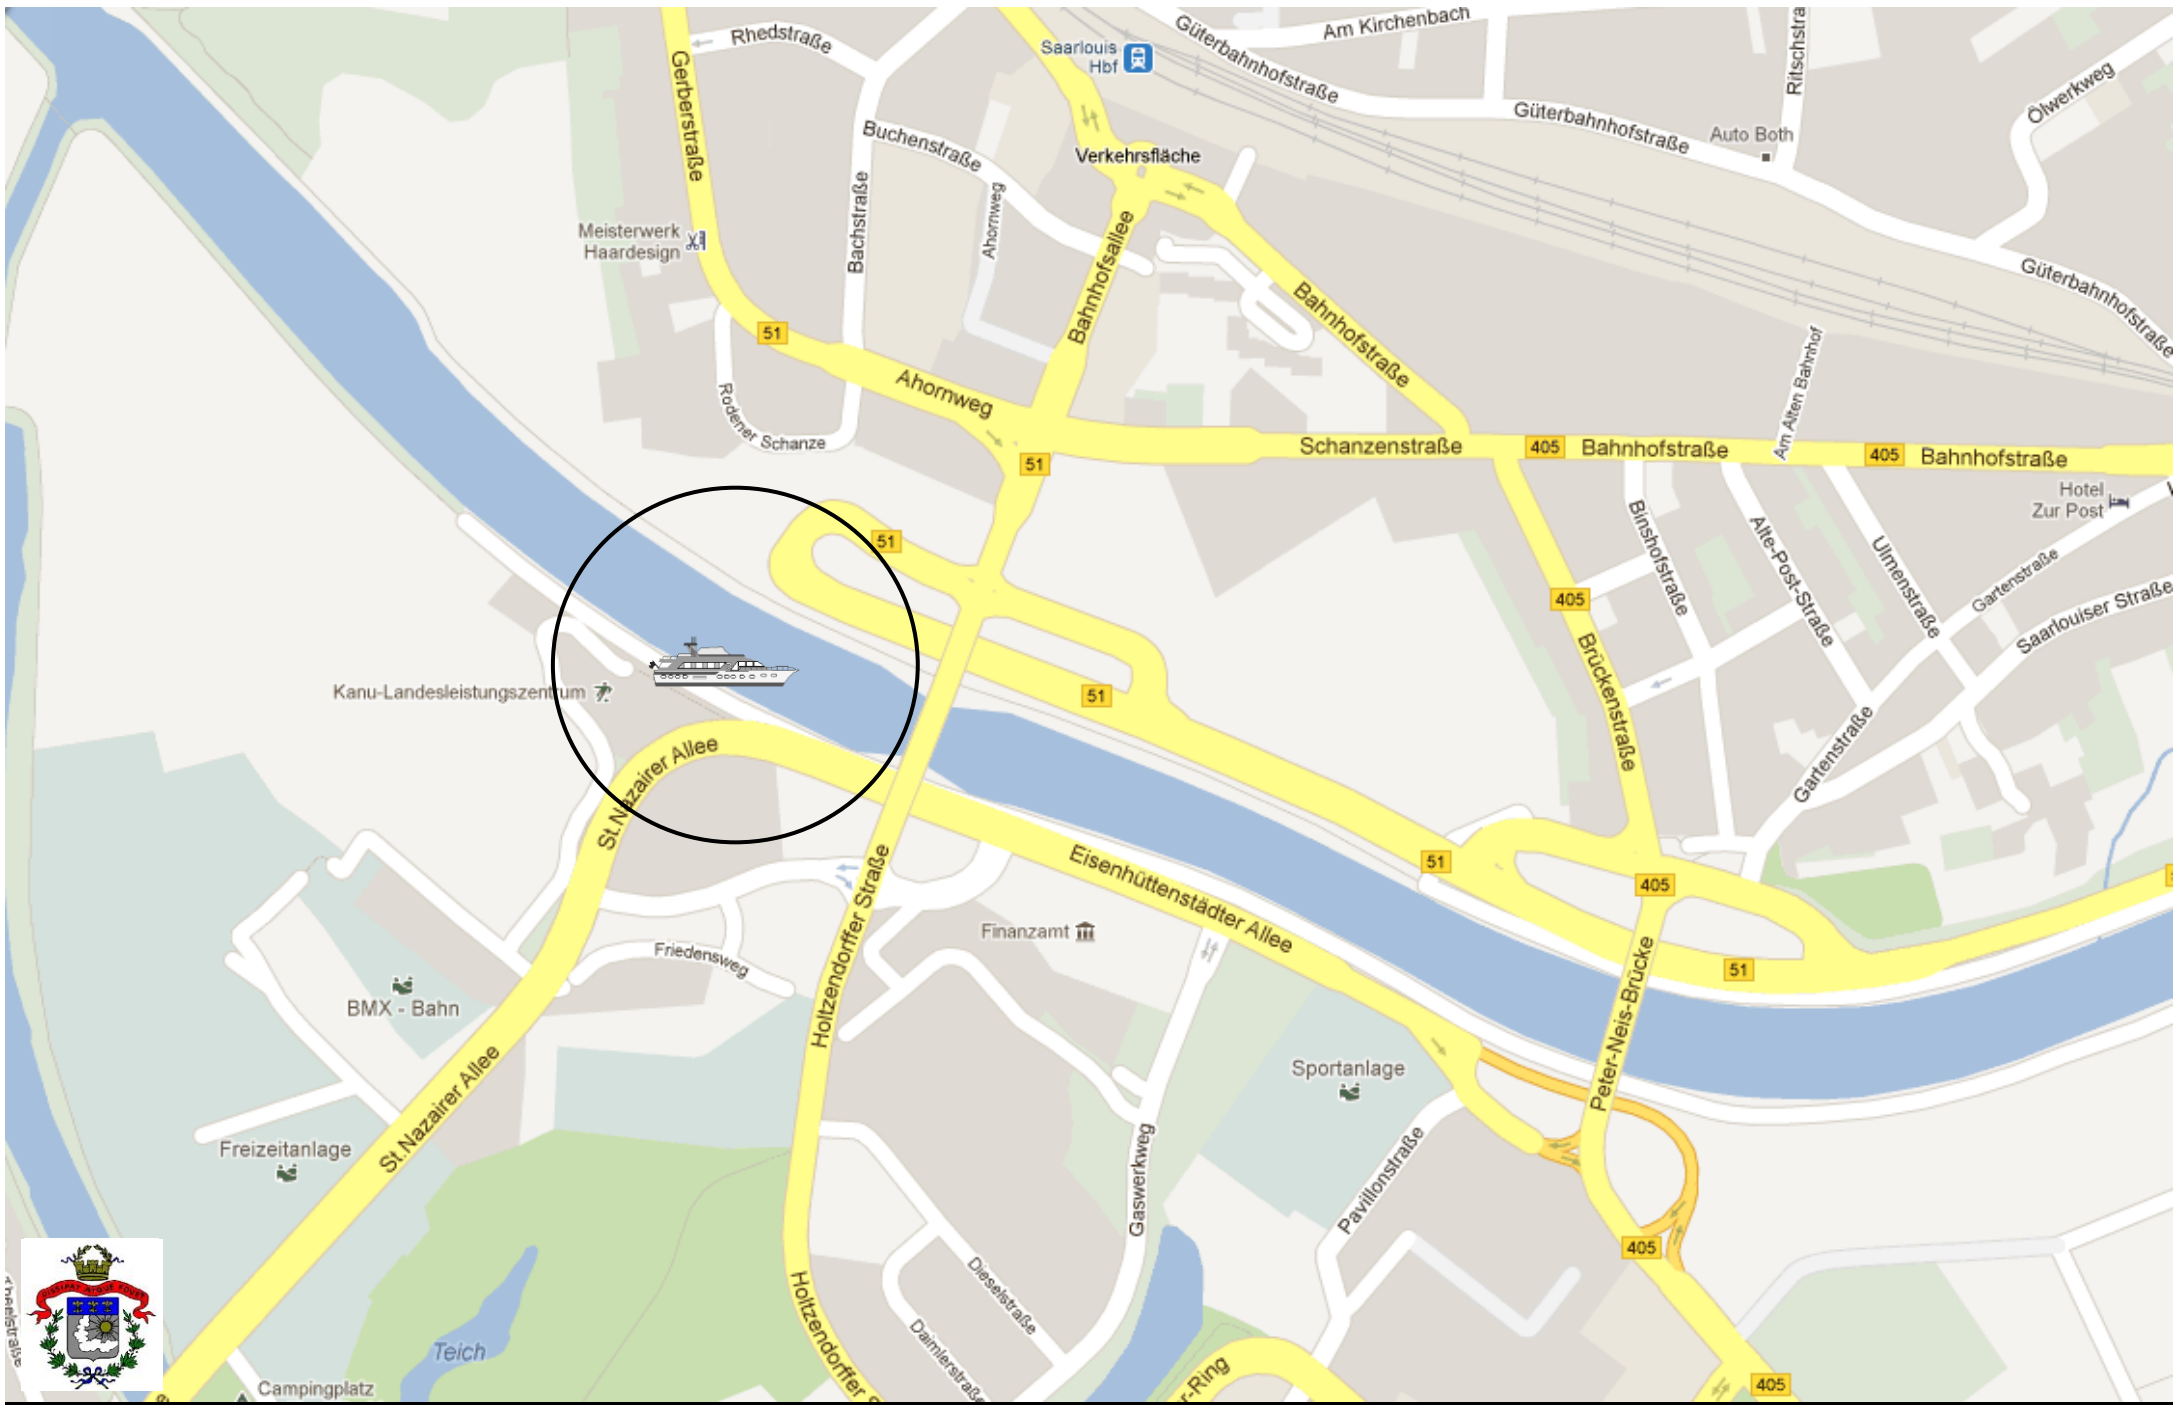 Rhedstraße
Gerberstraße
Saarlouis
Hbf
Güterbahnhofstraße
Am Kirchenbach
Ritschstra
Ölwerkweg
Güterbahnhofstraße
Auto Both
Verkehrsfläche
Buchenstraße
Bachstraße
Ahornweg
Bahnhofsallee
Meisterwerk
Haardesign
51
Bahnhofstraße
Güterbahnhofstraße
Am Alten Bahnhof
Rodener Schanze
Ahornweg
51
Schanzenstraße
405
Bahnhofstraße
405
Bahnhofstraße
Hotel
Zur Post
Binshofstraße
Alte-Post-Straße
Ulmenstraße
Gartenstraße
Saarlouiser Straße
51
405
Brückenstraße
Kanu-Landesleistungszentrum
51
Gartenstraße
St.Nazairer Allee
Holtzendorffer Straße
Eisenhüttenstädter Allee
51
405
Finanzamt
Friedensweg
51
Peter-Neis-Brücke
BMX - Bahn
Sportanlage
St.Nazairer Allee
Freizeitanlage
Gaswerkweg
Pavillonstraße
405
Dieselstraße
Holtzendorffer S
Daimlerstraße
DISSIPAT ATQUE FOVET
Teich
r-Ring
Campingplatz
405